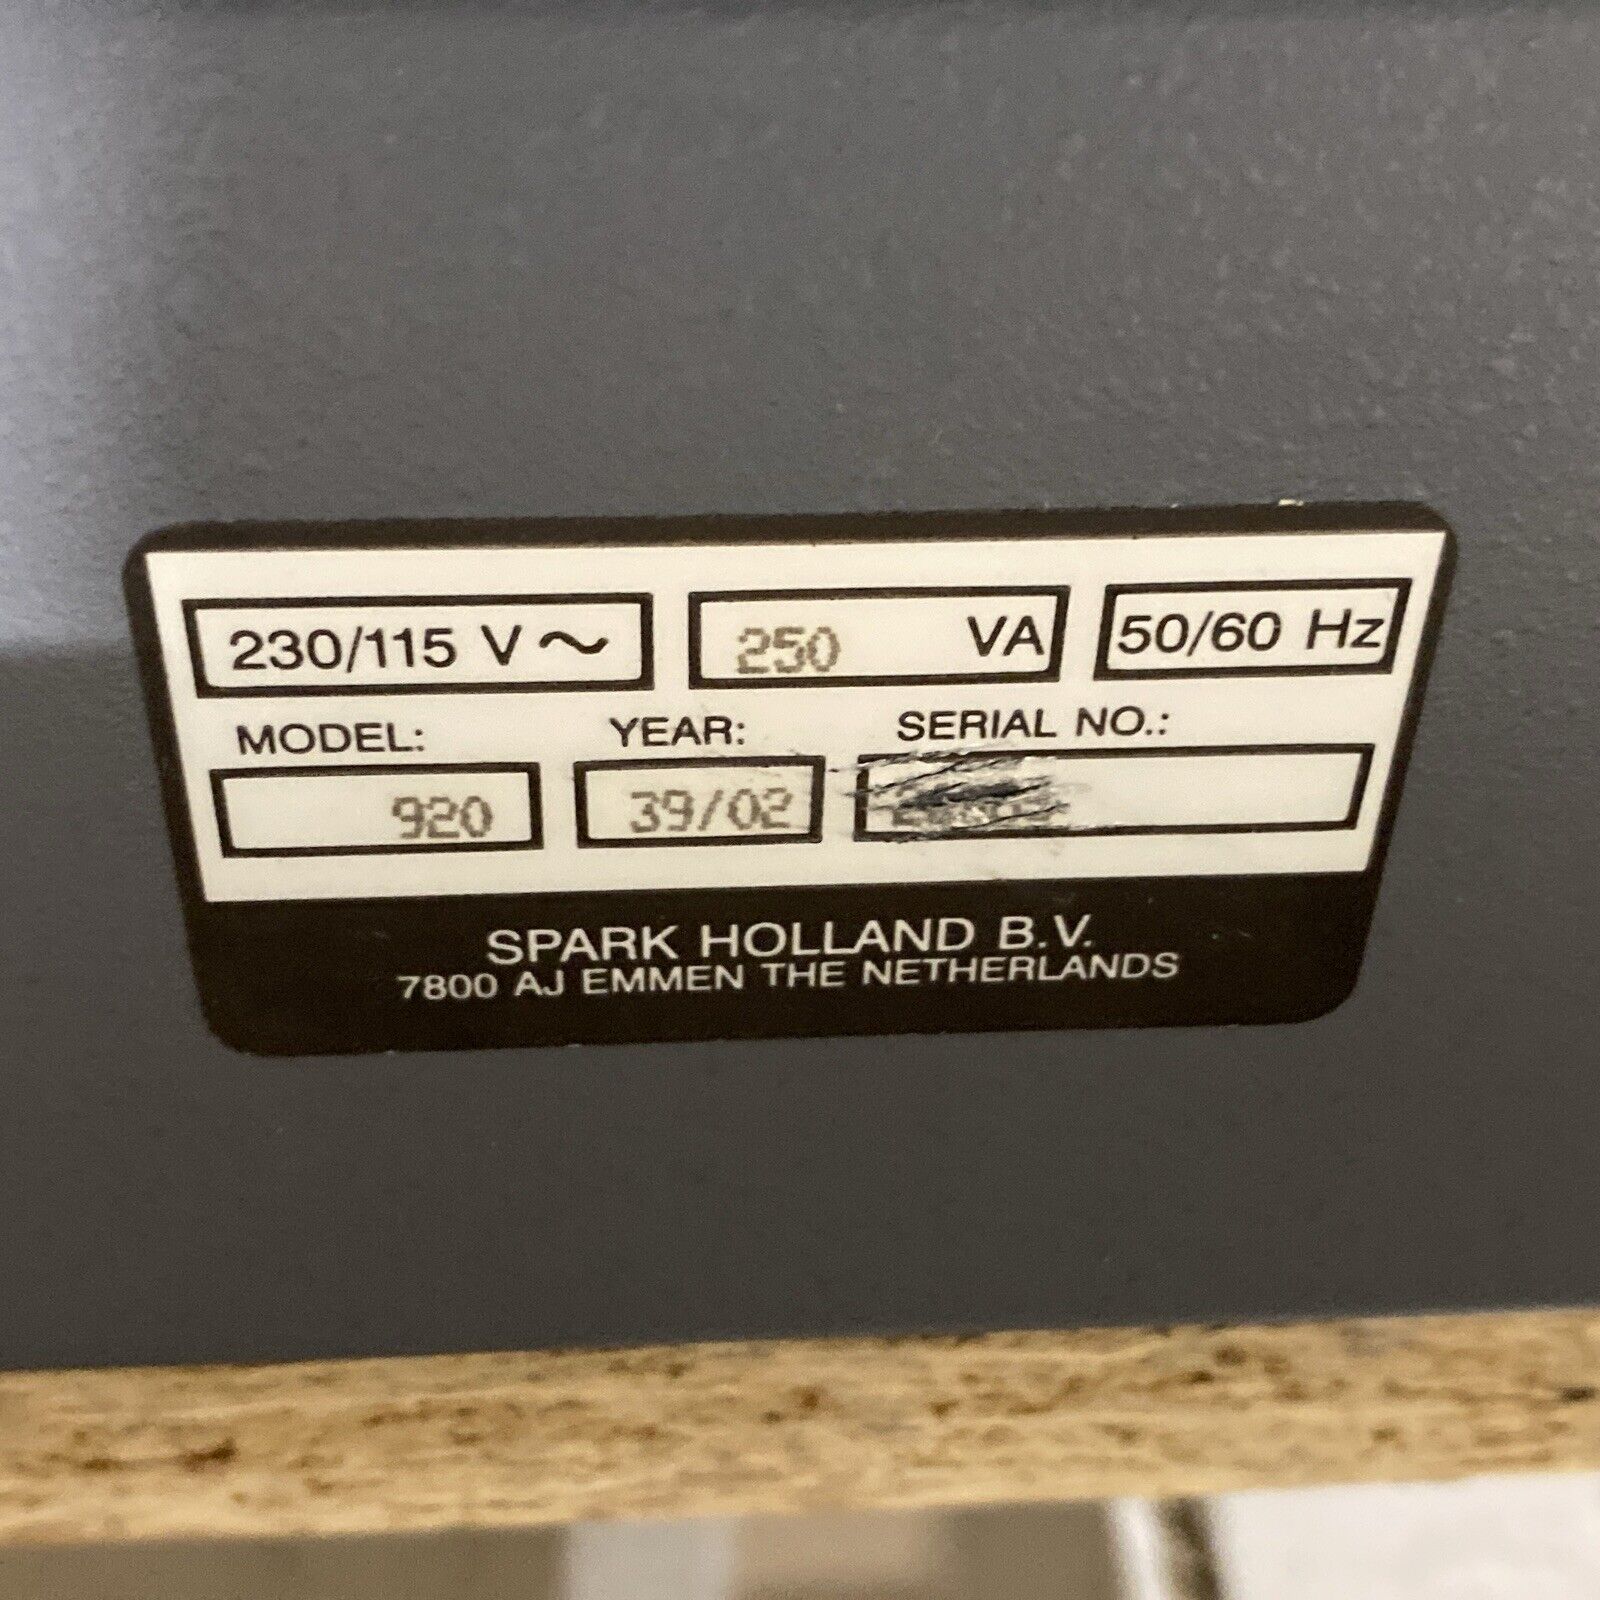 230/115 V ~ 250 VA 50/60 Hz
MODEL: YEAR: SERIAL NO.:
920 39/02
SPARK HOLLAND B.V.
7800 AJ EMMEN THE NETHERLANDS